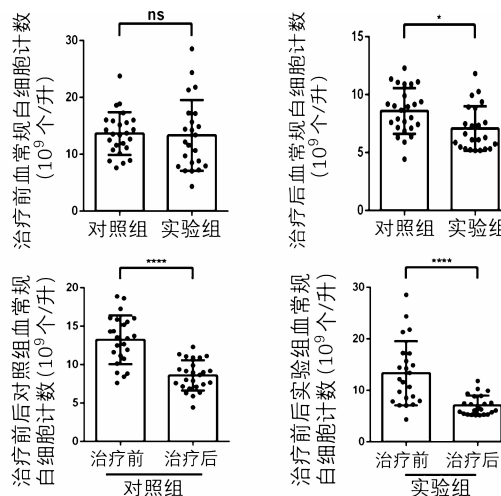 治疗前血常规白细胞计数
(10⁹个/升)
ns
30
20
10
0
对照组 实验组
治疗后血常规白细胞计数
(10⁹个/升)
*
15
10
5
0
对照组 实验组
治疗前后对照组血常规
白细胞计数 (10⁹个/升)
****
20
15
10
5
0
治疗前 治疗后
对照组
治疗前后实验组血常规
白细胞计数 (10⁹个/升)
****
40
30
20
10
0
治疗前 治疗后
实验组